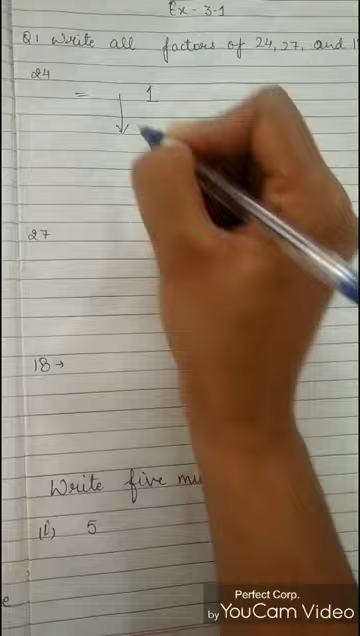 Ex - 3.1
Q1 Write all factors of 24, 27, and
24
= 1
27
18 →
Write five
(i) 5
Perfect Corp.
by YouCam Video